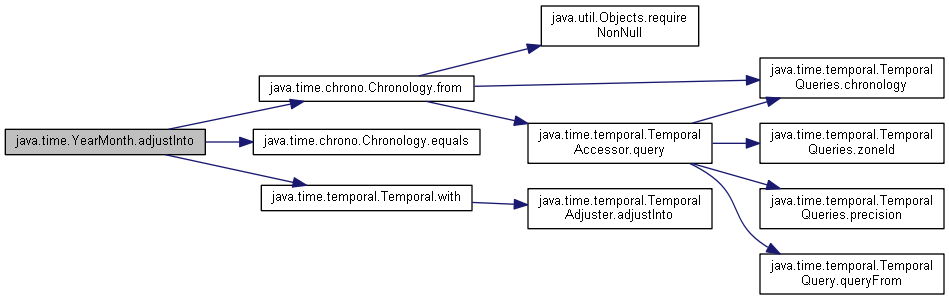 java.util.Objects.require
NonNull
java.time.chrono.Chronology.from
java.time.temporal.Temporal
Queries.chronology
java.time.YearMonth.adjustInto
java.time.chrono.Chronology.equals
java.time.temporal.Temporal
Accessor.query
java.time.temporal.Temporal
Queries.zoneId
java.time.temporal.Temporal.with
java.time.temporal.Temporal
Adjuster.adjustInto
java.time.temporal.Temporal
Queries.precision
java.time.temporal.Temporal
Query.queryFrom